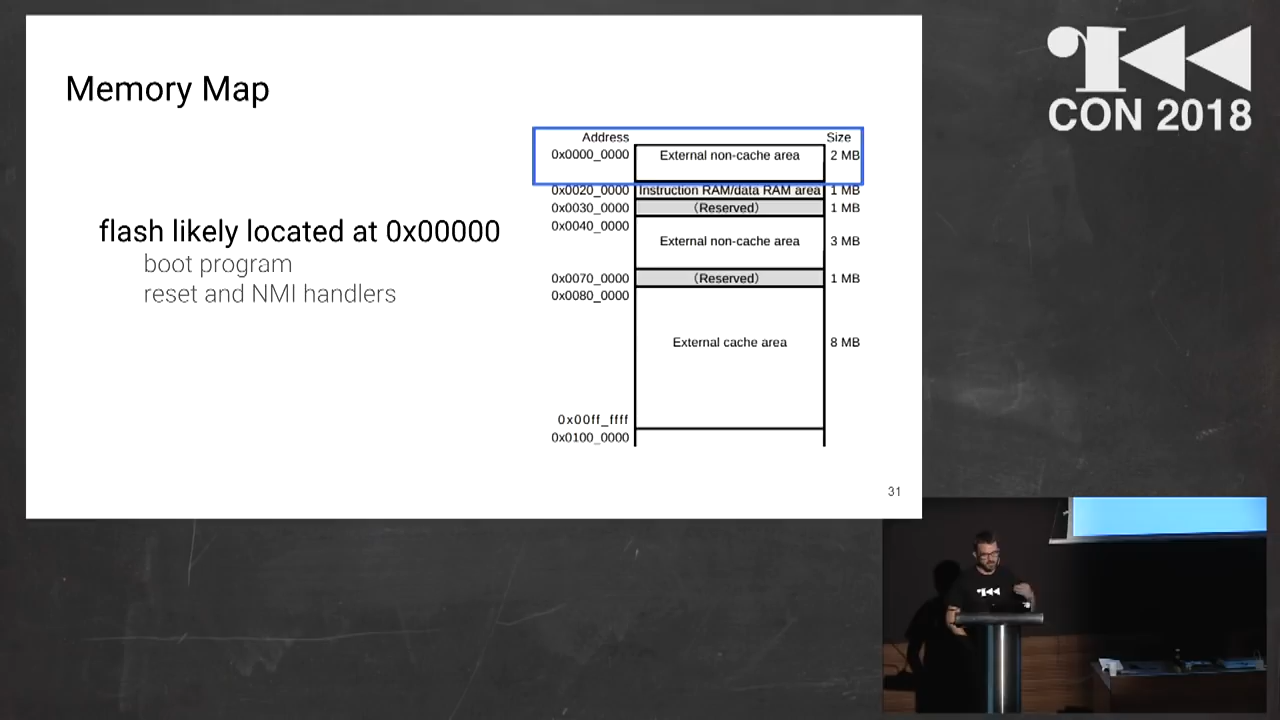 Memory Map
flash likely located at 0x00000
boot program
reset and NMI handlers
Address Size
0x0000_0000 External non-cache area 2 MB
0x0020_0000 Instruction RAM/data RAM area 1 MB
0x0030_0000 (Reserved) 1 MB
0x0040_0000
External non-cache area 3 MB
0x0070_0000 (Reserved) 1 MB
0x0080_0000
External cache area 8 MB
0x00ff_ffff
0x0100_0000
31
CON 2018